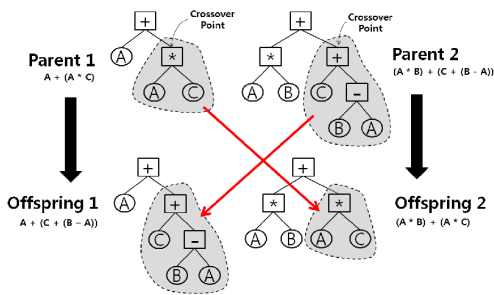 Crossover
Point
Crossover
Point
+
+
Parent 1
A + (A * C)
A
*
*
+
Parent 2
(A * B) + (C + (B – A))
A
C
A
B
C
-
B
A
+
+
Offspring 1
A + (C + (B – A))
A
+
*
*
Offspring 2
(A * B) + (A * C)
C
-
A
B
A
C
B
A